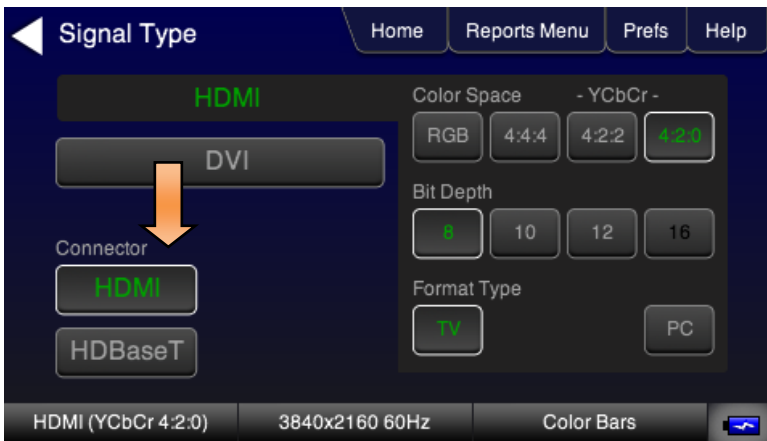 Signal Type
Home
Reports Menu
Prefs
Help
HDMI
DVI
Connector
HDMI
HDBaseT
Color Space - YCbCr -
RGB 4:4:4 4:2:2 4:2:0
Bit Depth
8 10 12 16
Format Type
TV PC
HDMI (YCbCr 4:2:0) 3840x2160 60Hz Color Bars